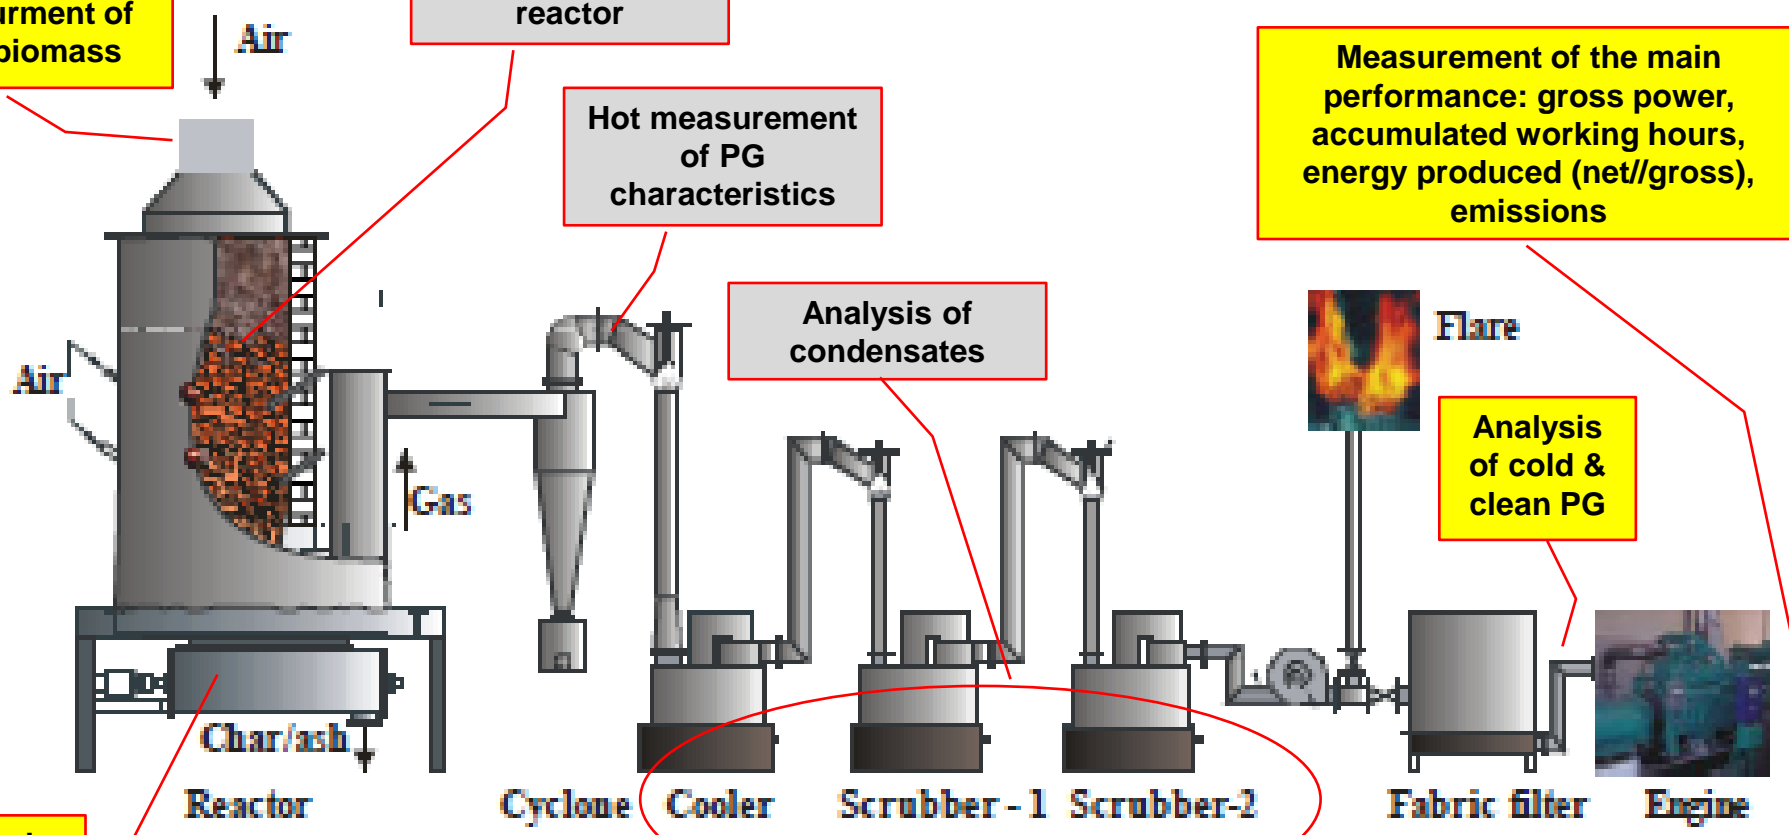 biomass
Air
reactor
Hot measurement
of PG
characteristics
Measurement of the main
performance: gross power,
accumulated working hours,
energy produced (net//gross),
emissions
Analysis of
condensates
Flare
Air
Analysis
of cold &
clean PG
Gas
Char/ash
Reactor
Cyclone
Cooler
Scrubber - 1
Scrubber-2
Fabric filter
Engine